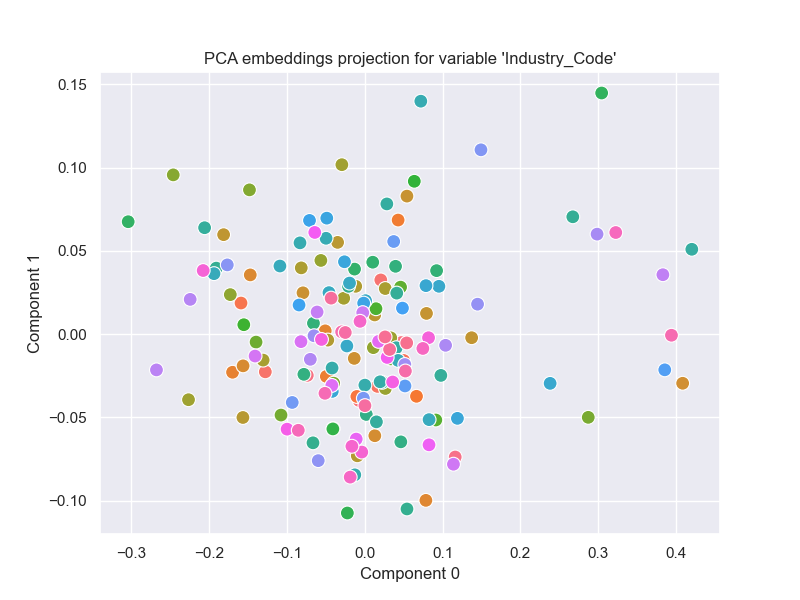 PCA embeddings projection for variable 'Industry_Code'
0.15
0.10
0.05
0.00
−0.05
−0.10
Component 1
−0.3 −0.2 −0.1 0.0 0.1 0.2 0.3 0.4
Component 0